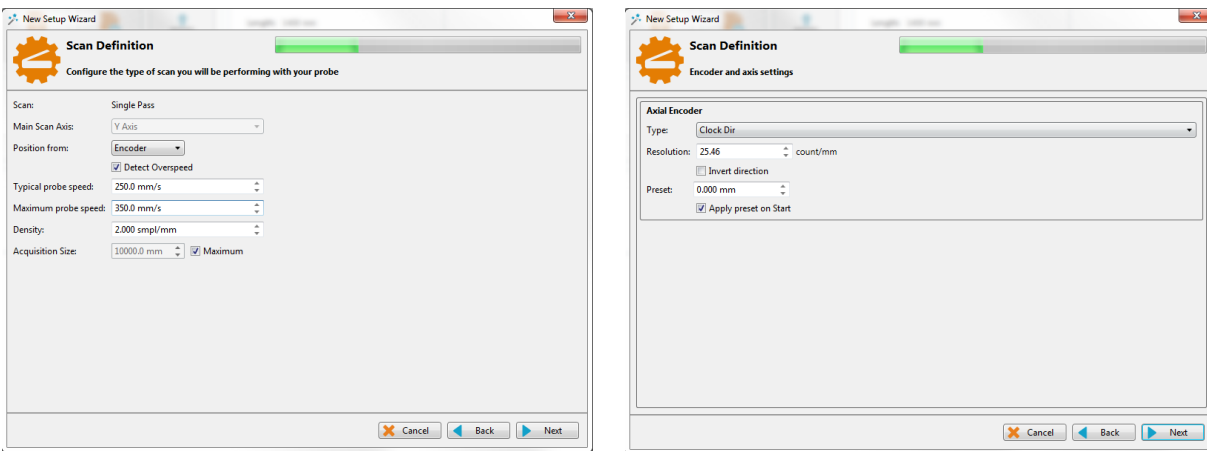 New Setup Wizard
Scan Definition
Configure the type of scan you will be performing with your probe
Scan: Single Pass
Main Scan Axis: Y Axis
Position from: Encoder
Detect Overspeed
Typical probe speed: 250.0 mm/s
Maximum probe speed: 350.0 mm/s
Density: 2.000 smpl/mm
Acquisition Size: 10000.0 mm Maximum
Cancel Back Next
New Setup Wizard
Scan Definition
Encoder and axis settings
Axial Encoder
Type: Clock Dir
Resolution: 25.46 count/mm
Invert direction
Preset: 0.000 mm
Apply preset on Start
Cancel Back Next